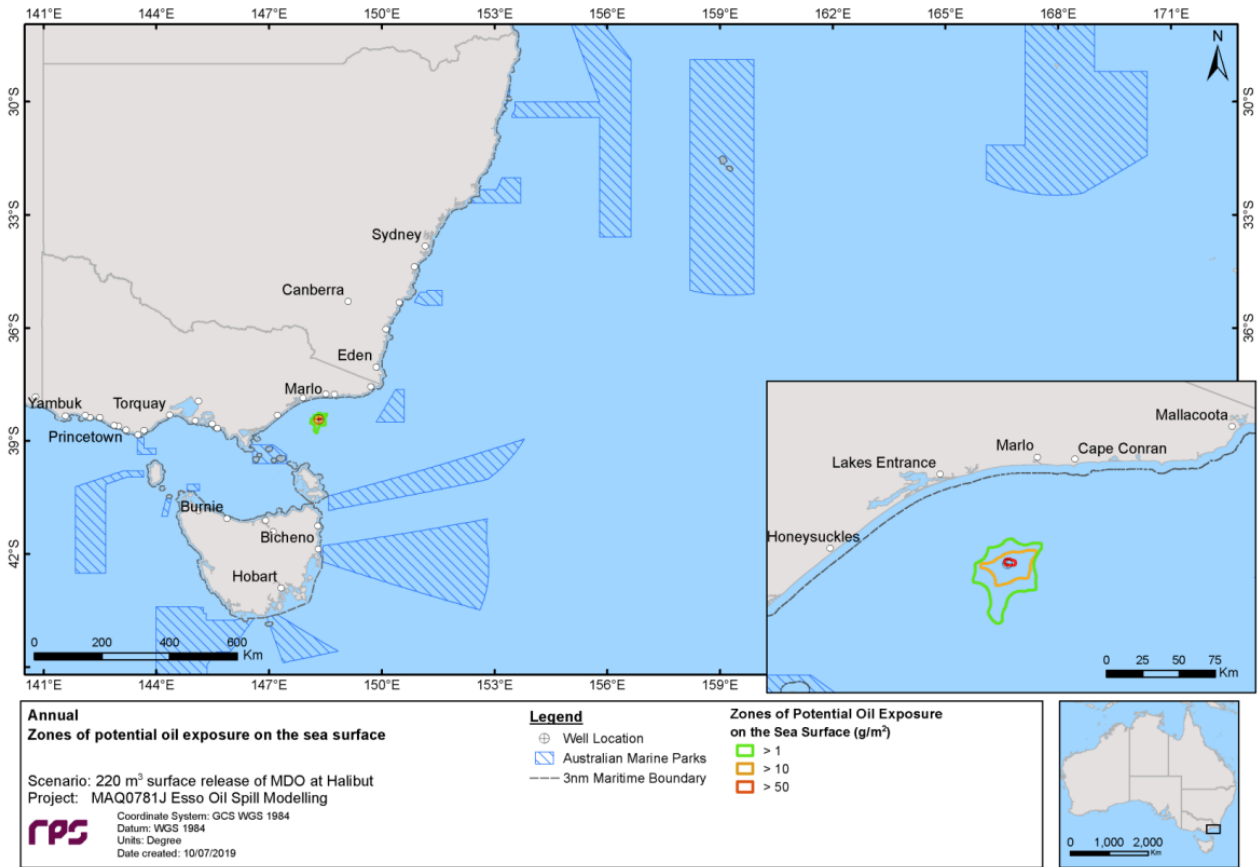 141°E 144°E 147°E 150°E 153°E 156°E 159°E 162°E 165°E 168°E 171°E
N
30°S 30°S
33°S 33°S
Sydney
Canberra
36°S 36°S
Eden
Marlo
Yambuk Torquay
Princetown
39°S
Burnie
Bicheno
42°S
Hobart
0 200 400 600
Km
141°E 144°E 147°E 150°E 153°E 156°E 159°E
Mallacoota
Marlo
Cape Conran
Lakes Entrance
Honeysuckles
0 25 50 75
Km
Annual
Zones of potential oil exposure on the sea surface
Scenario: 220 m³ surface release of MDO at Halibut
Project: MAQ0781J Esso Oil Spill Modelling
rps
Coordinate System: GCS WGS 1984
Datum: WGS 1984
Units: Degree
Date created: 10/07/2019
Legend
Well Location
Australian Marine Parks
3nm Maritime Boundary
Zones of Potential Oil Exposure
on the Sea Surface (g/m²)
> 1
> 10
> 50
0 1,000 2,000
Km